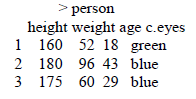 > person
height weight age c.eyes
1 160 52 18 green
2 180 96 43 blue
3 175 60 29 blue